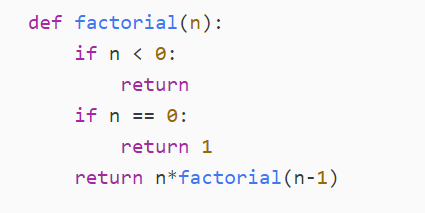 def factorial(n):
    if n < 0:
        return
    if n == 0:
        return 1
    return n*factorial(n-1)